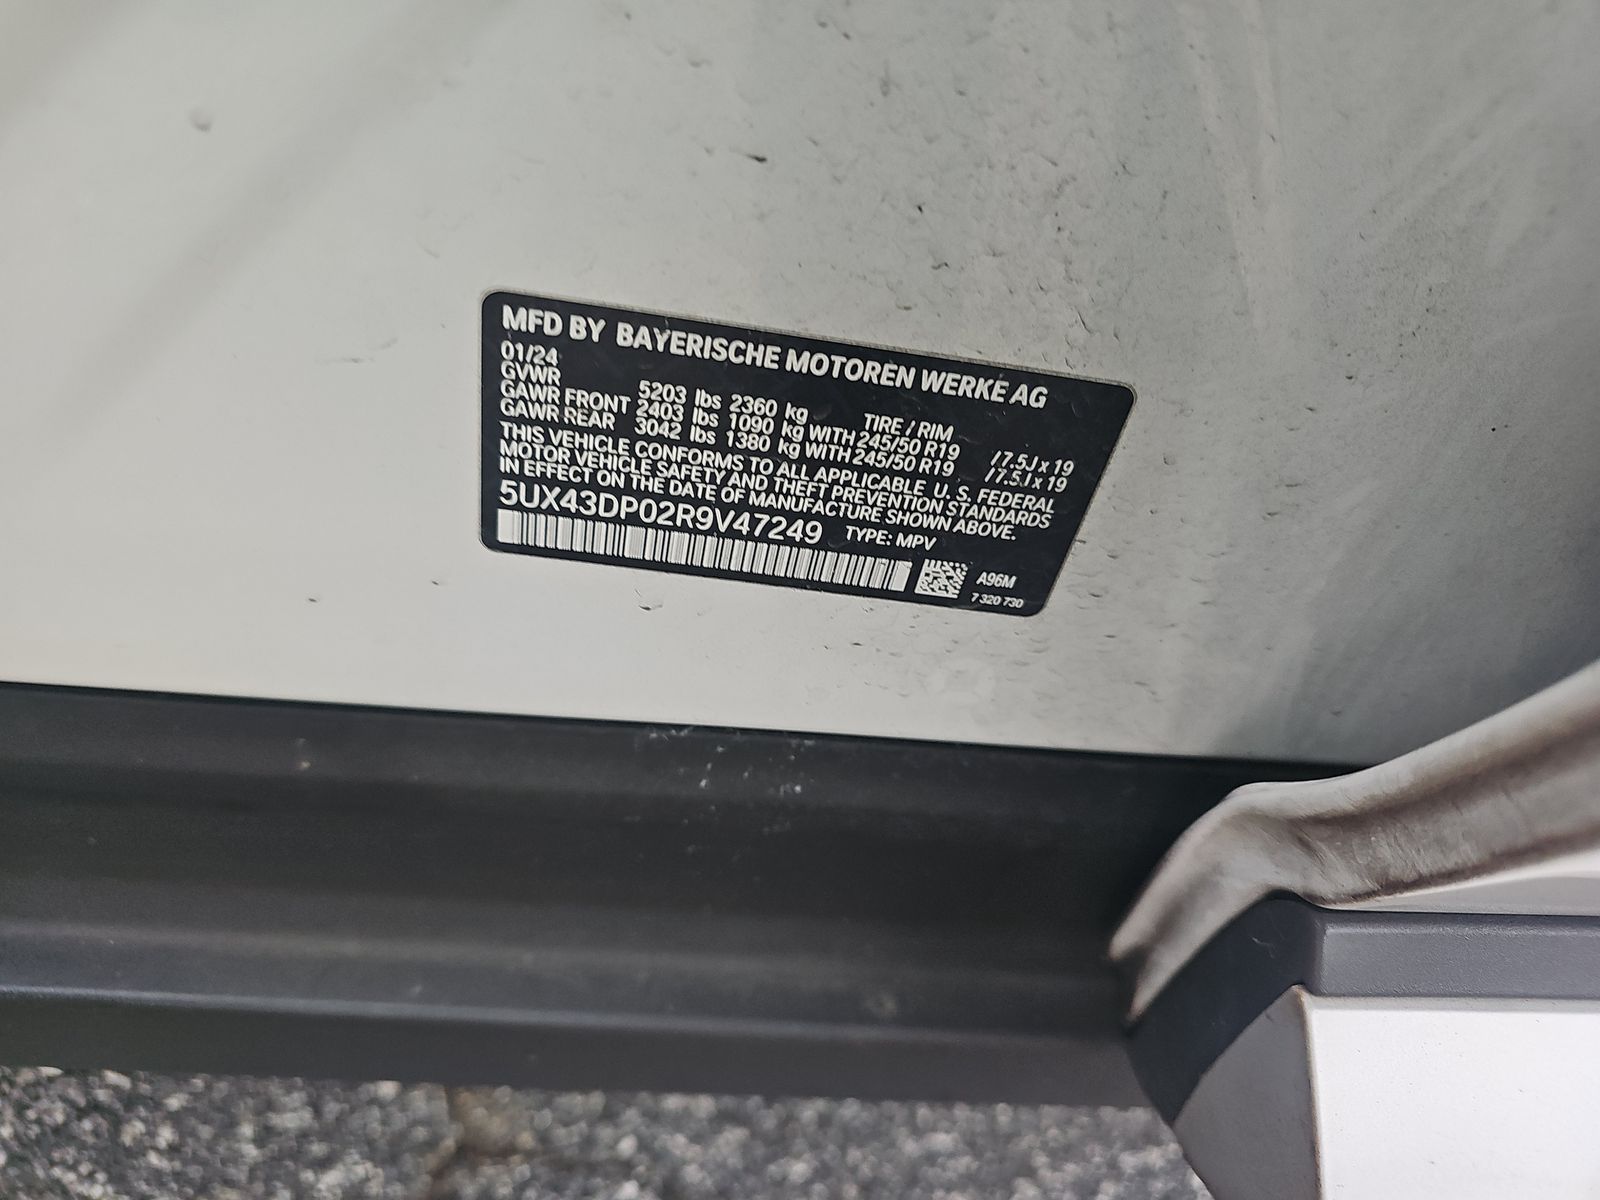 MFD BY BAYERISCHE MOTOREN WERKE AG
01/24
GVWR 5203 lbs 2360 kg TIRE / RIM
GAWR FRONT 2403 lbs 1090 kg WITH 245/50 R19 / 7.5J x 19
GAWR REAR 3042 lbs 1380 kg WITH 245/50 R19 / 7.5J x 19
THIS VEHICLE CONFORMS TO ALL APPLICABLE U. S. FEDERAL
MOTOR VEHICLE SAFETY AND THEFT PREVENTION STANDARDS
IN EFFECT ON THE DATE OF MANUFACTURE SHOWN ABOVE.
5UX43DP02R9V47249 TYPE: MPV
A96M
7 320 730